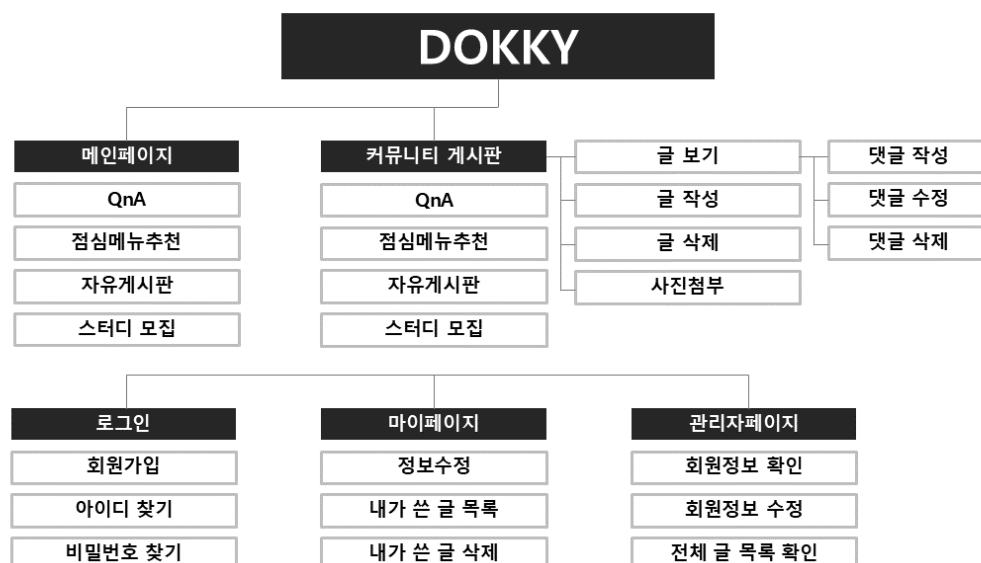 DOKKY
메인페이지
QnA
점심메뉴추천
자유게시판
스터디 모집
커뮤니티 게시판
QnA
점심메뉴추천
자유게시판
스터디 모집
글 보기
글 작성
글 삭제
사진첨부
댓글 작성
댓글 수정
댓글 삭제
로그인
회원가입
아이디 찾기
비밀번호 찾기
마이페이지
정보수정
내가 쓴 글 목록
내가 쓴 글 삭제
관리자페이지
회원정보 확인
회원정보 수정
전체 글 목록 확인